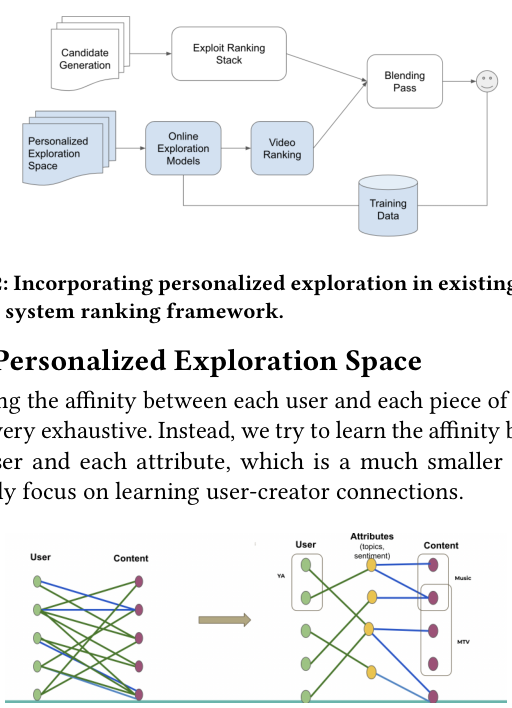 Candidate
Generation
Exploit Ranking
Stack
Blending
Pass
Personalized
Exploration
Space
Online
Exploration
Models
Video
Ranking
Training
Data
2: Incorporating personalized exploration in existing
system ranking framework.
Personalized Exploration Space
ng the affinity between each user and each piece of
very exhaustive. Instead, we try to learn the affinity b
ser and each attribute, which is a much smaller
ly focus on learning user-creator connections.
User
Content
User
Attributes
(topics,
sentiment)
Content
YA
Music
MTV